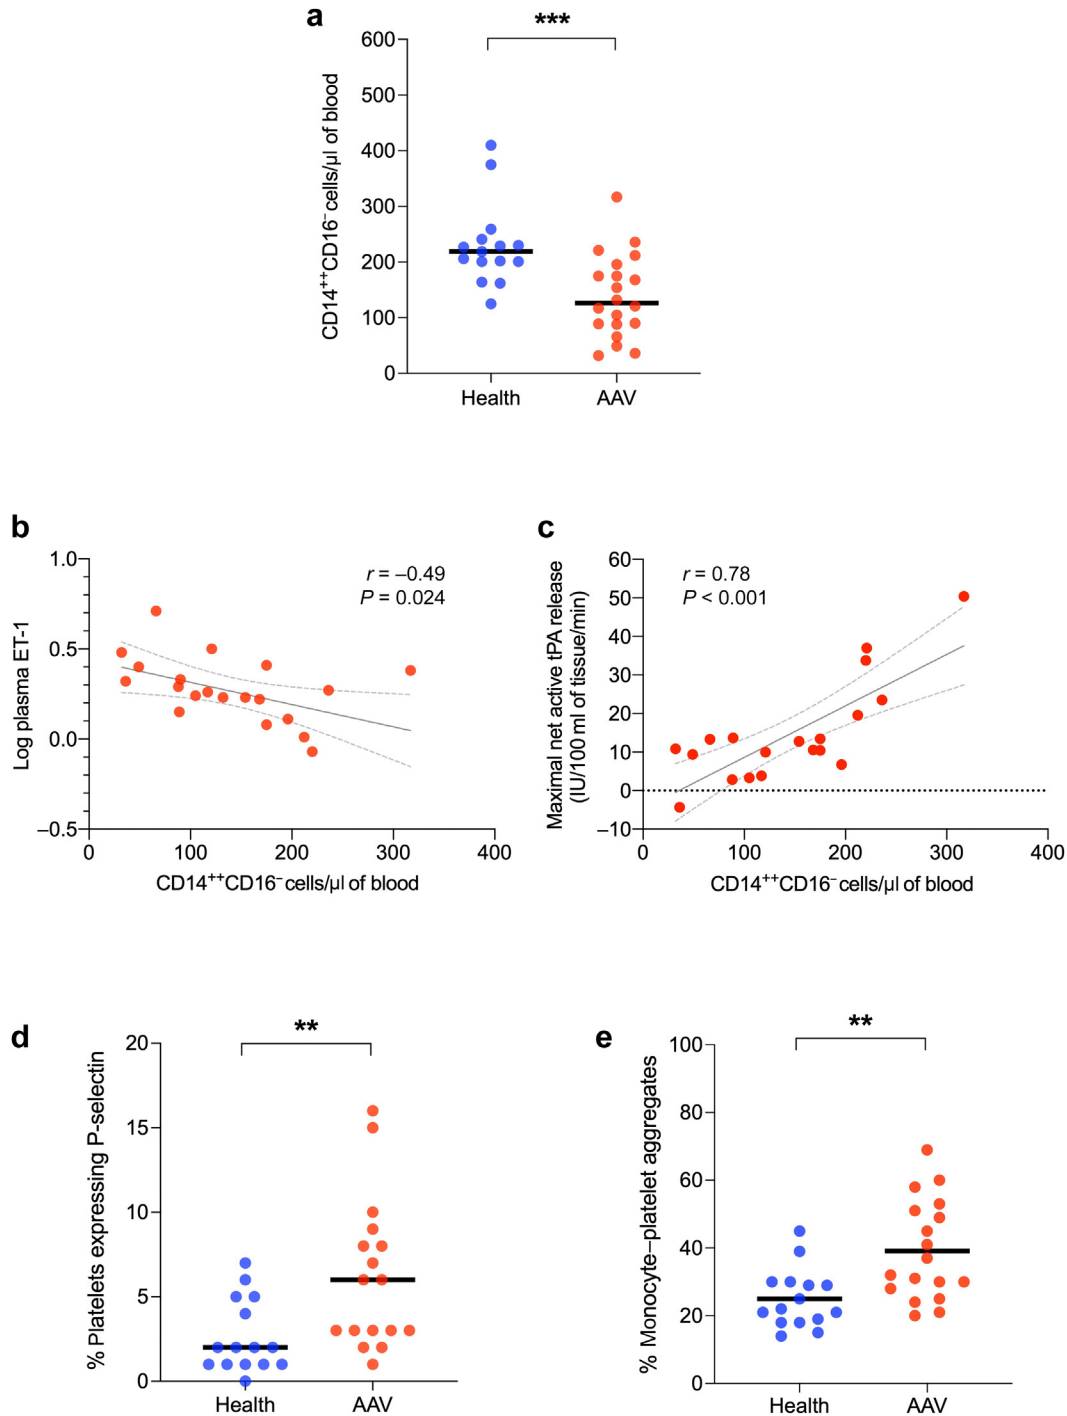 a
***
600
500
400
300
200
100
0
CD14⁺⁺CD16⁻cells/µl of blood
Health
AAV
b
1.0
0.5
0.0
–0.5
Log plasma ET-1
r = –0.49
P = 0.024
0
100
200
300
400
CD14⁺⁺CD16⁻cells/µl of blood
c
60
50
40
30
20
10
0
–10
Maximal net active tPA release
(IU/100 ml of tissue/min)
r = 0.78
P < 0.001
0
100
200
300
400
CD14⁺⁺CD16⁻cells/µl of blood
d
**
20
15
10
5
0
% Platelets expressing P-selectin
Health
AAV
e
**
100
80
60
40
20
0
% Monocyte–platelet aggregates
Health
AAV